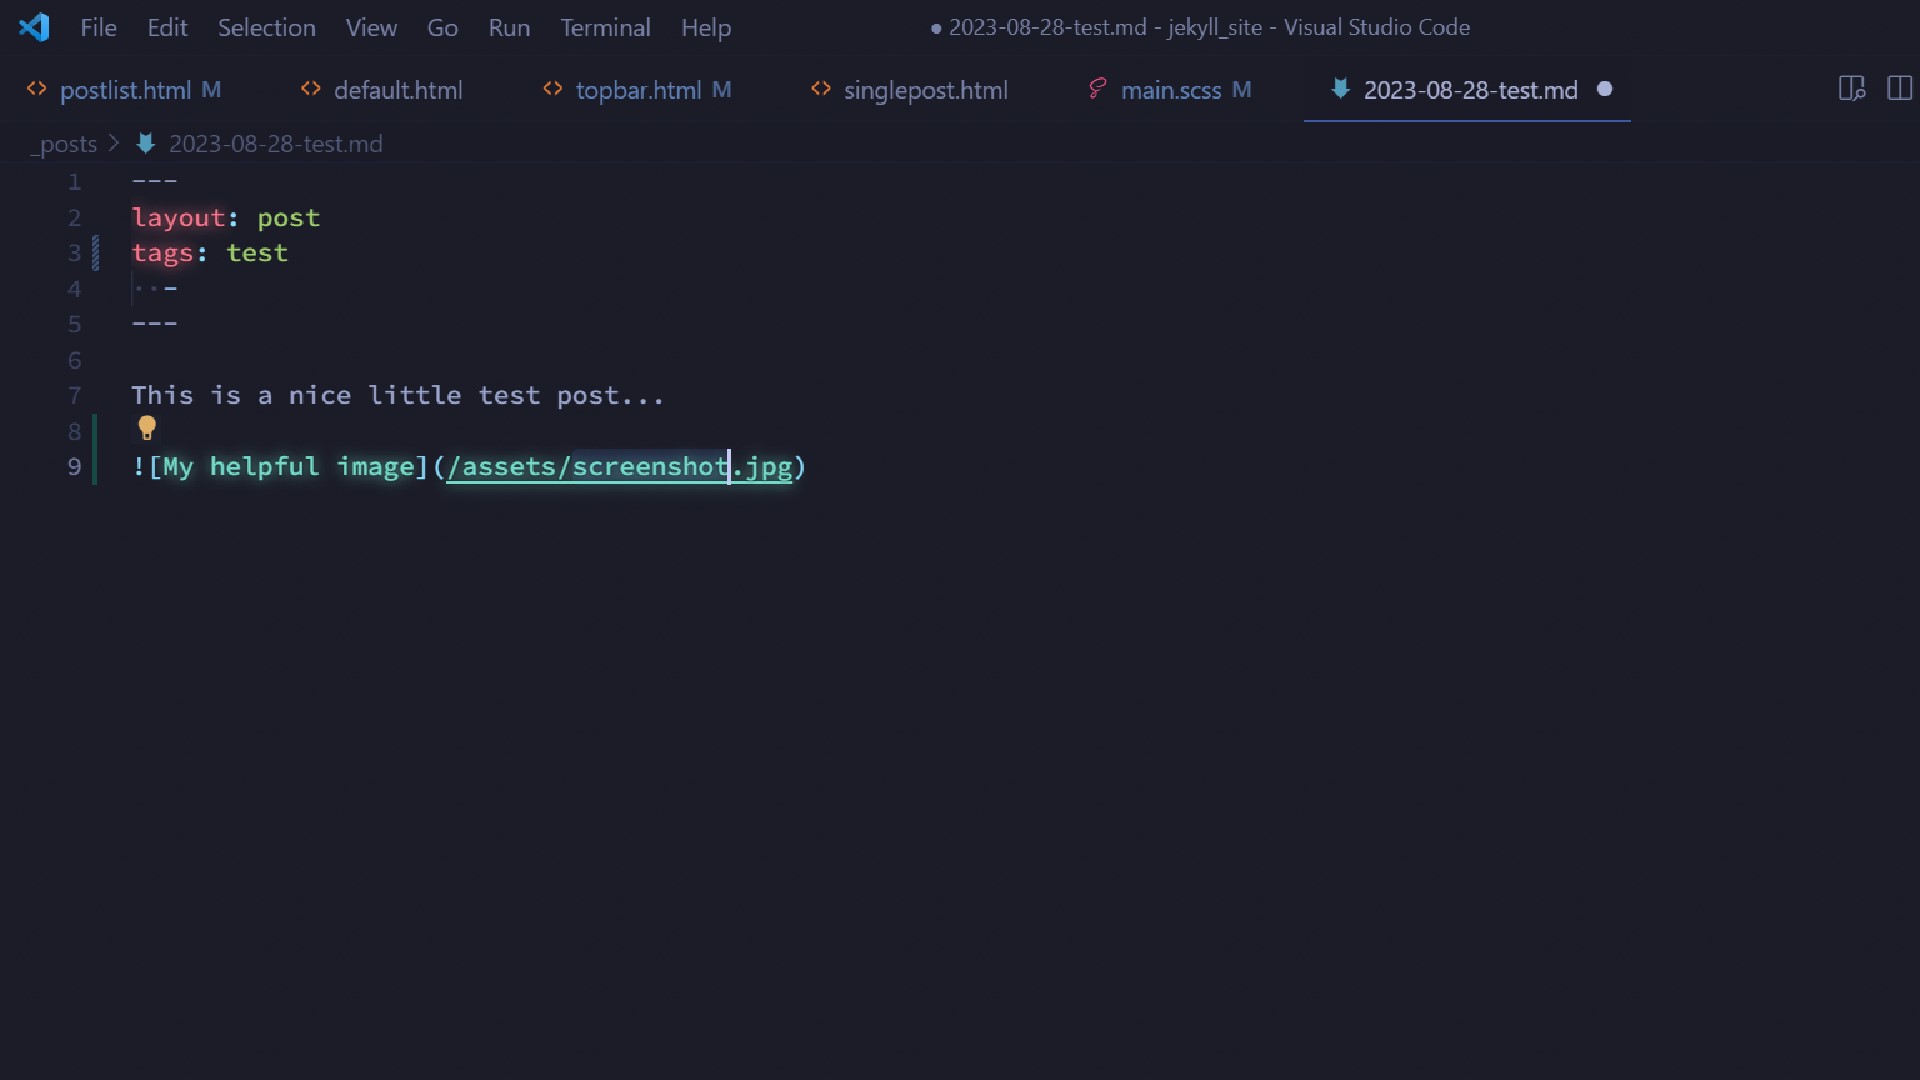 File Edit Selection View Go Run Terminal Help ● 2023-08-28-test.md - jekyll_site - Visual Studio Code
postlist.html M default.html topbar.html M singlepost.html main.scss M 2023-08-28-test.md ●
_posts > 2023-08-28-test.md
1 ---
2 layout: post
3 tags: test
4 ··-
5 ---
6
7 This is a nice little test post...
8
9 ![My helpful image](/assets/screenshot.jpg)